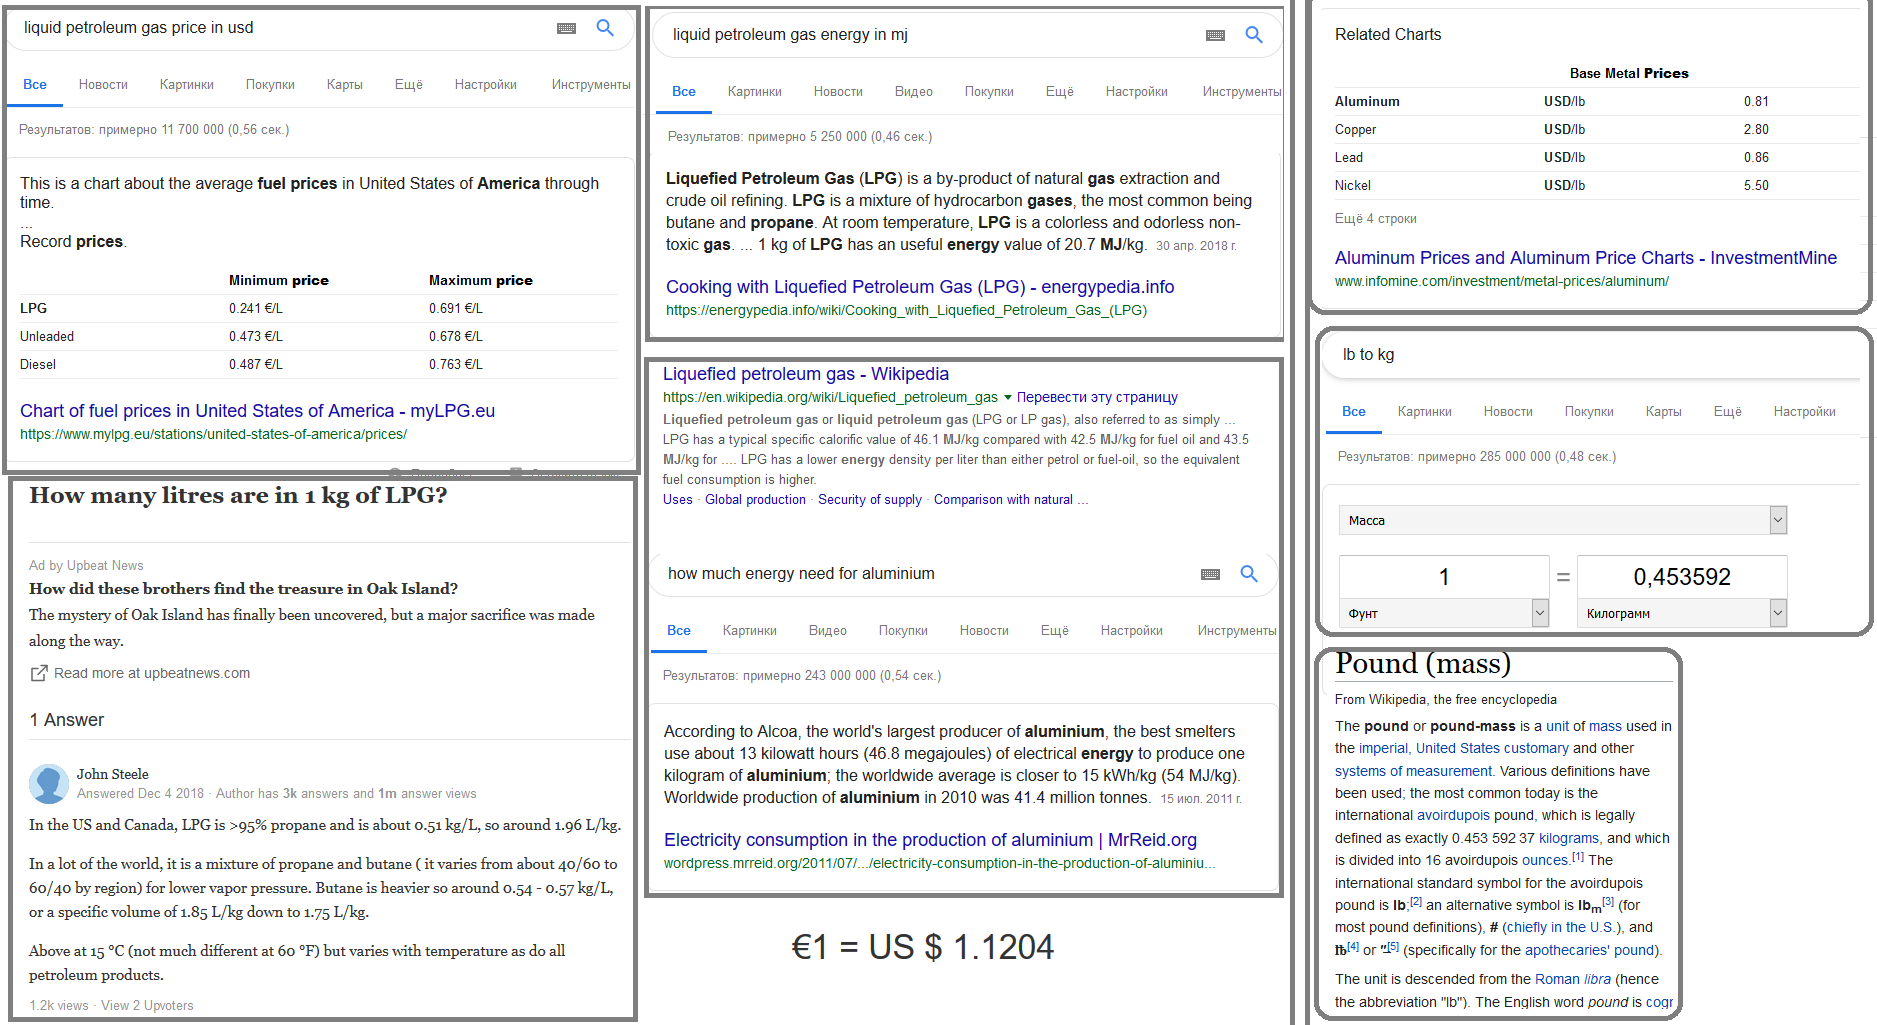 liquid petroleum gas price in usd
Все Новости Картинки Покупки Карты Ещё Настройки Инструменты
Результатов: примерно 11 700 000 (0,56 сек.)
This is a chart about the average fuel prices in United States of America through
time.
...
Record prices.
Minimum price Maximum price
LPG 0.241 €/L 0.691 €/L
Unleaded 0.473 €/L 0.678 €/L
Diesel 0.487 €/L 0.763 €/L
Chart of fuel prices in United States of America - myLPG.eu
https://www.mylpg.eu/stations/united-states-of-america/prices/
How many litres are in 1 kg of LPG?
Ad by Upbeat News
How did these brothers find the treasure in Oak Island?
The mystery of Oak Island has finally been uncovered, but a major sacrifice was made
along the way.
Read more at upbeatnews.com
1 Answer
John Steele
Answered Dec 4 2018 · Author has 3k answers and 1m answer views
In the US and Canada, LPG is >95% propane and is about 0.51 kg/L, so around 1.96 L/kg.
In a lot of the world, it is a mixture of propane and butane ( it varies from about 40/60 to
60/40 by region) for lower vapor pressure. Butane is heavier so around 0.54 - 0.57 kg/L,
or a specific volume of 1.85 L/kg down to 1.75 L/kg.
Above at 15 °C (not much different at 60 °F) but varies with temperature as do all
petroleum products.
1.2k views · View 2 Upvoters
liquid petroleum gas energy in mj
Все Картинки Новости Видео Покупки Ещё Настройки Инструменты
Результатов: примерно 5 250 000 (0,46 сек.)
Liquefied Petroleum Gas (LPG) is a by-product of natural gas extraction and
crude oil refining. LPG is a mixture of hydrocarbon gases, the most common being
butane and propane. At room temperature, LPG is a colorless and odorless non-
toxic gas. ... 1 kg of LPG has an useful energy value of 20.7 MJ/kg. 30 апр. 2018 г.
Cooking with Liquefied Petroleum Gas (LPG) - energypedia.info
https://energypedia.info/wiki/Cooking_with_Liquefied_Petroleum_Gas_(LPG)
Liquefied petroleum gas - Wikipedia
https://en.wikipedia.org/wiki/Liquefied_petroleum_gas ▼ Перевести эту страницу
Liquefied petroleum gas or liquid petroleum gas (LPG or LP gas), also referred to as simply ...
LPG has a typical specific calorific value of 46.1 MJ/kg compared with 42.5 MJ/kg for fuel oil and 43.5
MJ/kg for .... LPG has a lower energy density per liter than either petrol or fuel-oil, so the equivalent
fuel consumption is higher.
Uses · Global production · Security of supply · Comparison with natural ...
how much energy need for aluminium
Все Картинки Видео Покупки Новости Ещё Настройки Инструменты
Результатов: примерно 243 000 000 (0,54 сек.)
According to Alcoa, the world's largest producer of aluminium, the best smelters
use about 13 kilowatt hours (46.8 megajoules) of electrical energy to produce one
kilogram of aluminium; the worldwide average is closer to 15 kWh/kg (54 MJ/kg).
Worldwide production of aluminium in 2010 was 41.4 million tonnes. 15 июл. 2011 г.
Electricity consumption in the production of aluminium | MrReid.org
wordpress.mrreid.org/2011/07/.../electricity-consumption-in-the-production-of-aluminiu...
€1 = US $ 1.1204
Related Charts
Base Metal Prices
Aluminum USD/lb 0.81
Copper USD/lb 2.80
Lead USD/lb 0.86
Nickel USD/lb 5.50
Ещё 4 строки
Aluminum Prices and Aluminum Price Charts - InvestmentMine
www.infomine.com/investment/metal-prices/aluminum/
lb to kg
Все Картинки Новости Покупки Карты Ещё Настройки
Результатов: примерно 285 000 000 (0,48 сек.)
Масса
1 = 0,453592
Фунт Килограмм
Pound (mass)
From Wikipedia, the free encyclopedia
The pound or pound-mass is a unit of mass used in
the imperial, United States customary and other
systems of measurement. Various definitions have
been used; the most common today is the
international avoirdupois pound, which is legally
defined as exactly 0.453 592 37 kilograms, and which
is divided into 16 avoirdupois ounces.[1] The
international standard symbol for the avoirdupois
pound is lb;[2] an alternative symbol is lbm[3] (for
most pound definitions), # (chiefly in the U.S.), and
℔[4] or ″̶[5] (specifically for the apothecaries' pound).
The unit is descended from the Roman libra (hence
the abbreviation "lb"). The English word pound is cogr